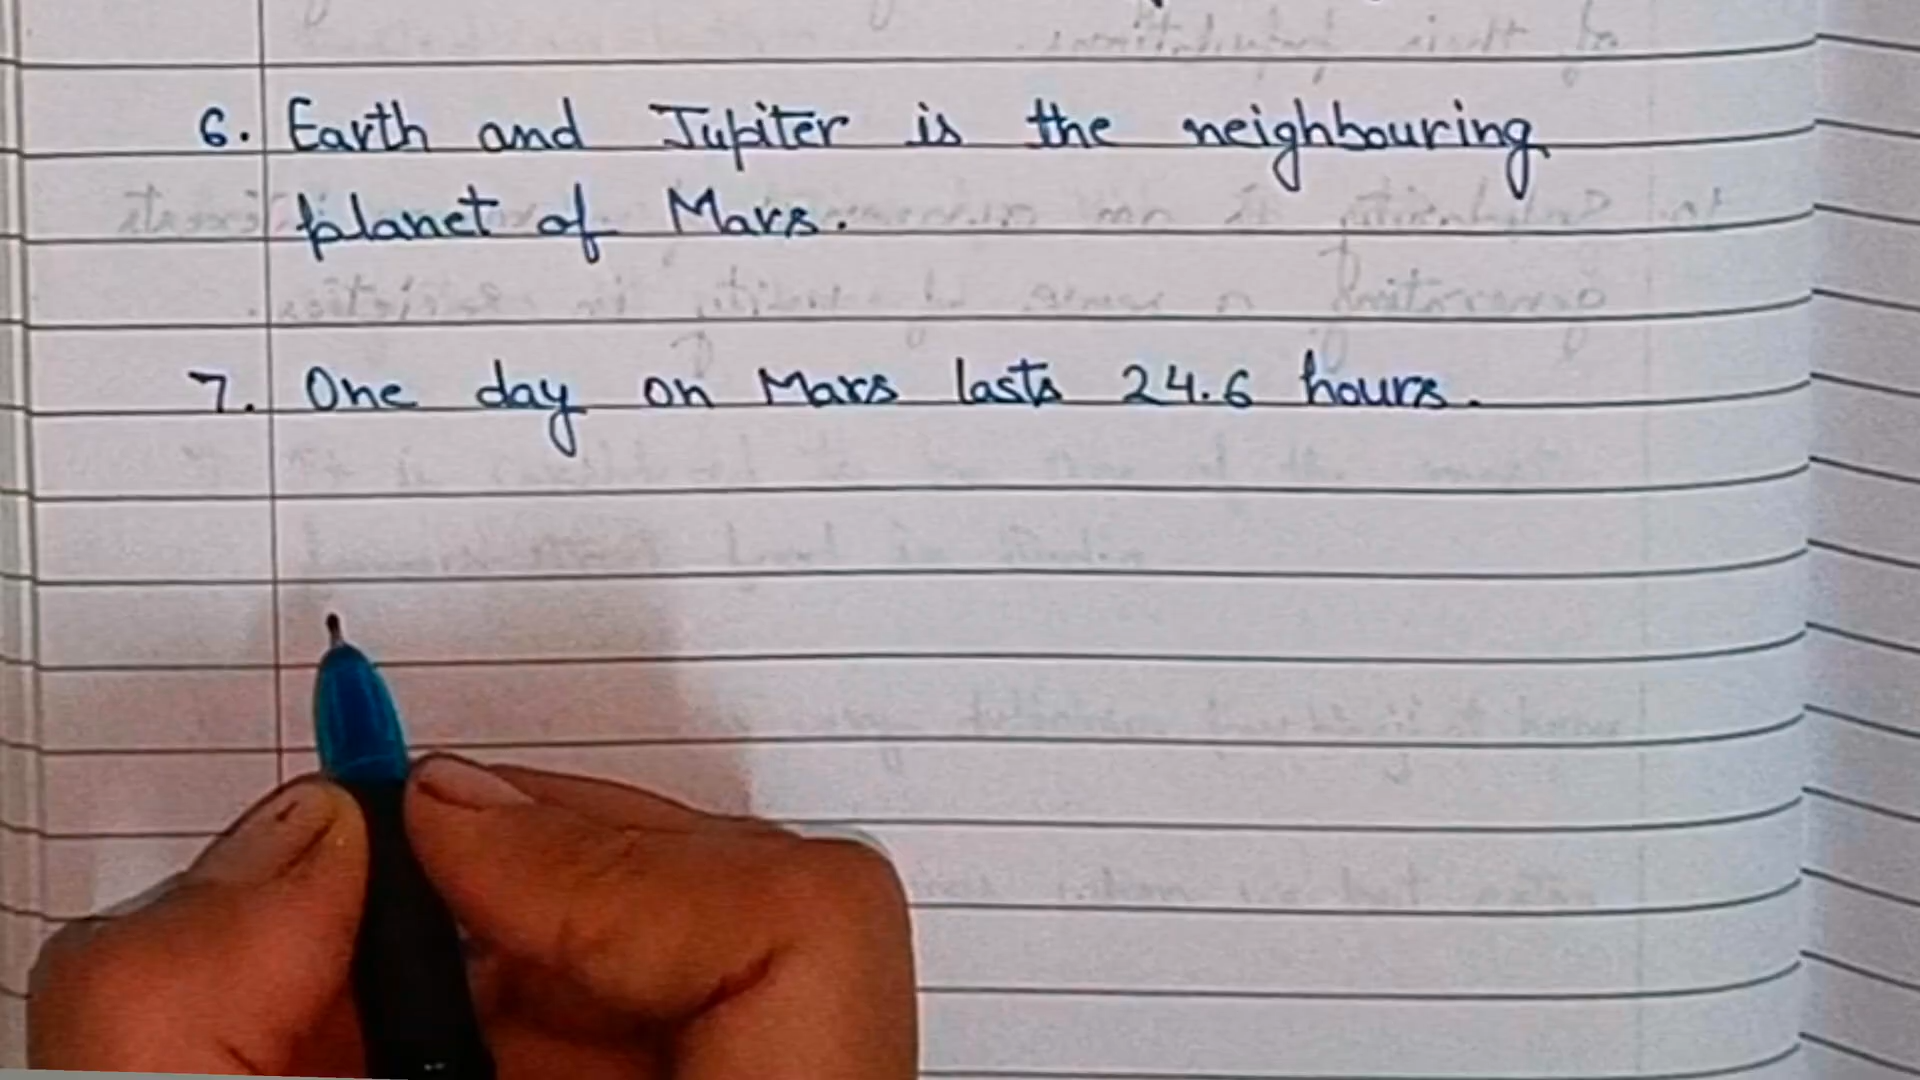 6. Earth and Jupiter is the neighbouring
planet of Mars.
7. One day on Mars lasts 24.6 hours.